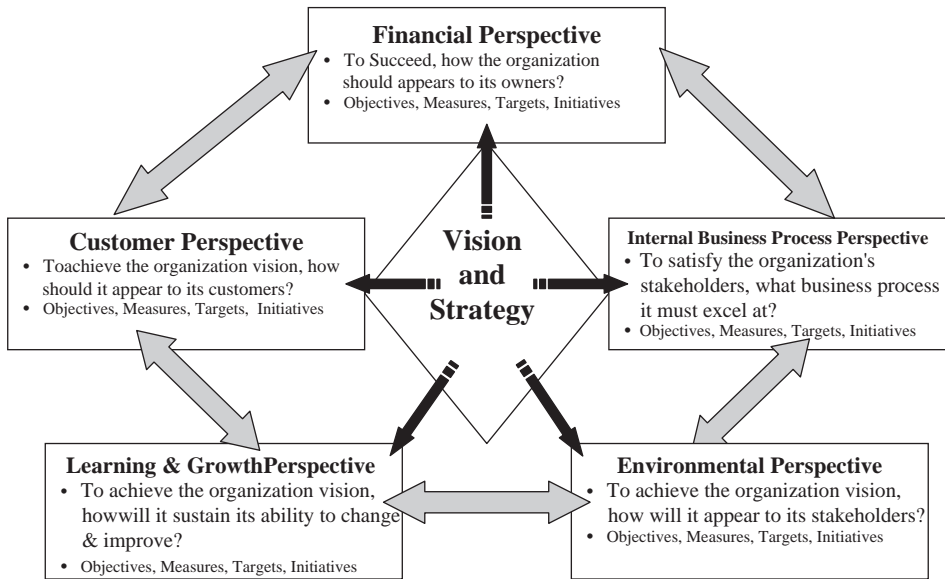 Financial Perspective
• To Succeed, how the organization
should appears to its owners?
• Objectives, Measures, Targets, Initiatives
Customer Perspective
• Toachieve the organization vision, how
should it appear to its customers?
• Objectives, Measures, Targets, Initiatives
Vision
and
Strategy
Internal Business Process Perspective
• To satisfy the organization's
stakeholders, what business process
it must excel at?
• Objectives, Measures, Targets, Initiatives
Learning & GrowthPerspective
• To achieve the organization vision,
howwill it sustain its ability to change
& improve?
• Objectives, Measures, Targets, Initiatives
Environmental Perspective
• To achieve the organization vision,
how will it appear to its stakeholders?
• Objectives, Measures, Targets, Initiatives